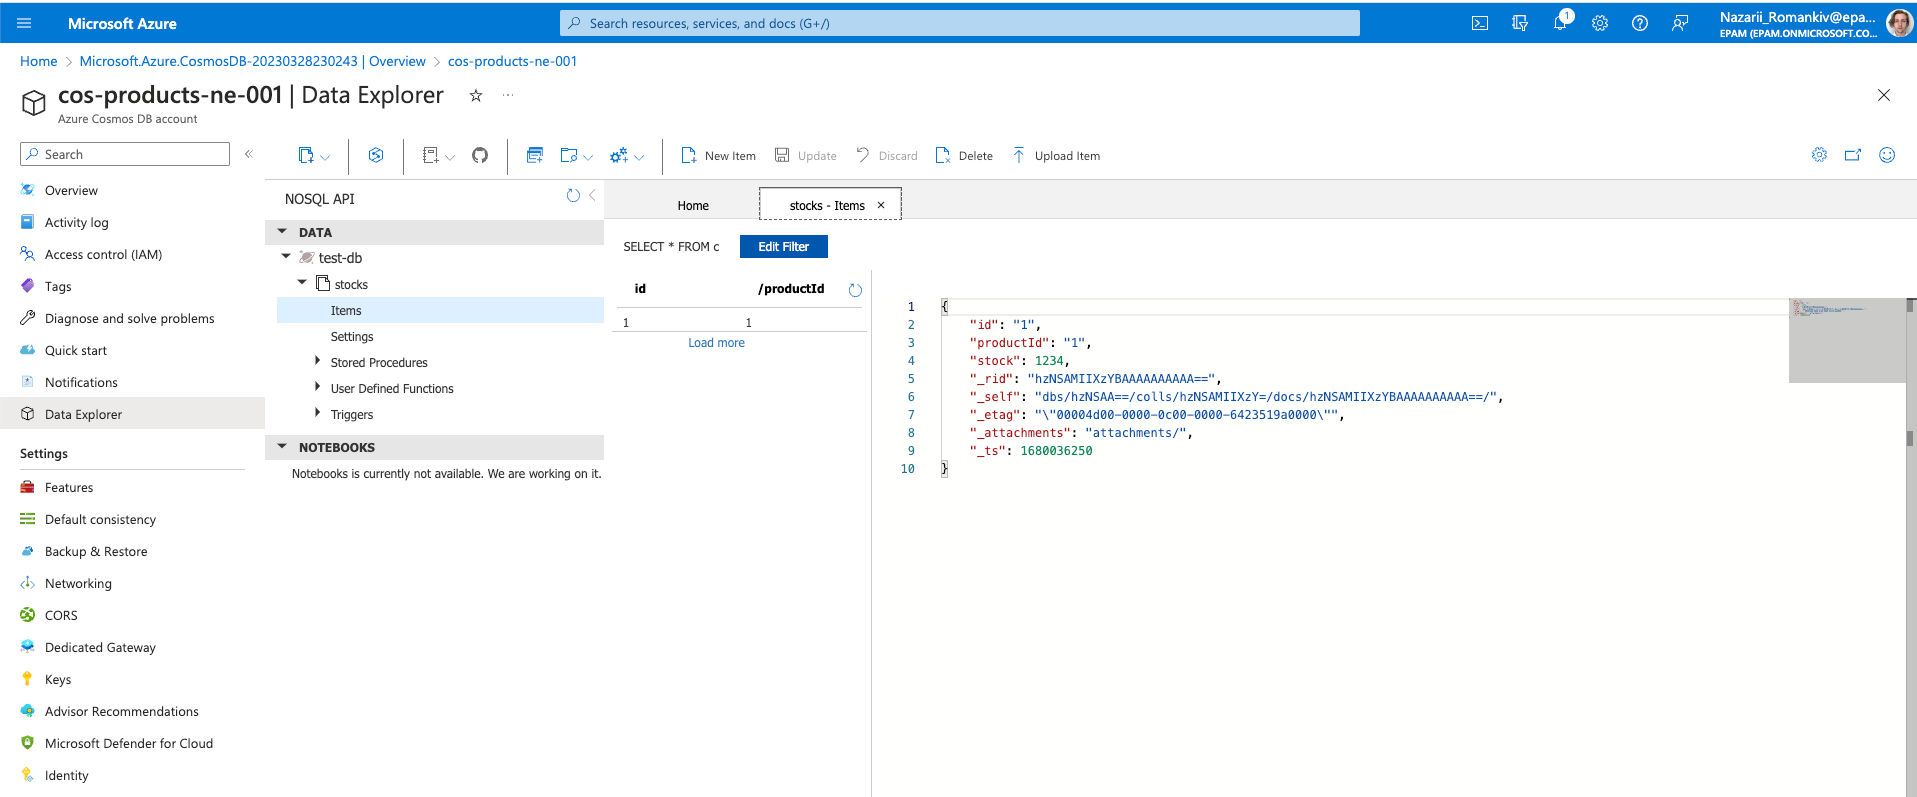 Microsoft Azure
Search resources, services, and docs (G+/)
1
Nazarii_Romankiv@epa...
EPAM (EPAM.ONMICROSOFT.CO...
Home > Microsoft.Azure.CosmosDB-20230328230243 | Overview > cos-products-ne-001
cos-products-ne-001 | Data Explorer
Azure Cosmos DB account
Search
Overview
Activity log
Access control (IAM)
Tags
Diagnose and solve problems
Quick start
Notifications
Data Explorer
Settings
Features
Default consistency
Backup & Restore
Networking
CORS
Dedicated Gateway
Keys
Advisor Recommendations
Microsoft Defender for Cloud
Identity
New Item
Update
Discard
Delete
Upload Item
NOSQL API
DATA
test-db
stocks
Items
Settings
Stored Procedures
User Defined Functions
Triggers
NOTEBOOKS
Notebooks is currently not available. We are working on it.
Home
stocks - Items
SELECT * FROM c
Edit Filter
id /productId
1 1
Load more
1 {
2 "id": "1",
3 "productId": "1",
4 "stock": 1234,
5 "_rid": "hzNSAMIIXzYBAAAAAAAAAA==",
6 "_self": "dbs/hzNSAA==/colls/hzNSAMIIXzY=/docs/hzNSAMIIXzYBAAAAAAAAAA==/",
7 "_etag": "\"00004d00-0000-0c00-0000-6423519a0000\"",
8 "_attachments": "attachments/",
9 "_ts": 1680036250
10 }